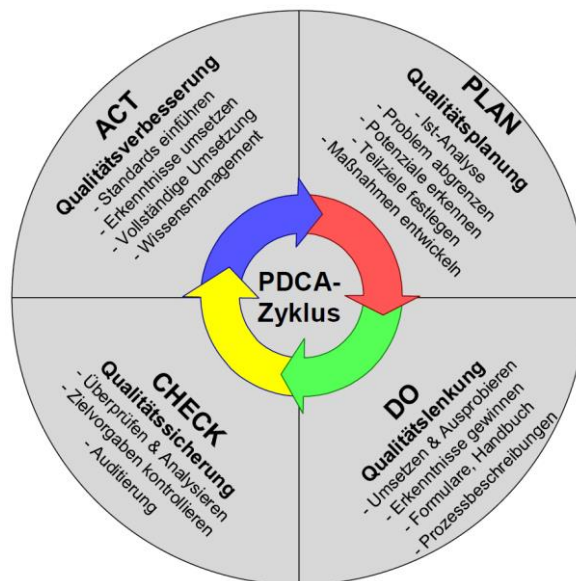 ACT
Qualitätsverbesserung
- Standards einführen
- Erkenntnisse umsetzen
- Vollständige Umsetzung
- Wissensmanagement
PLAN
Qualitätsplanung
- Ist-Analyse
- Problem abgrenzen
- Potenziale erkennen
- Teilziele festlegen
- Maßnahmen entwickeln
PDCA-
Zyklus
CHECK
Qualitätssicherung
- Überprüfen & Analysieren
- Zielvorgaben kontrollieren
- Auditierung
DO
Qualitätslenkung
- Umsetzen & Ausprobieren
- Erkenntnisse gewinnen
- Formulare, Handbuch
- Prozessbeschreibungen